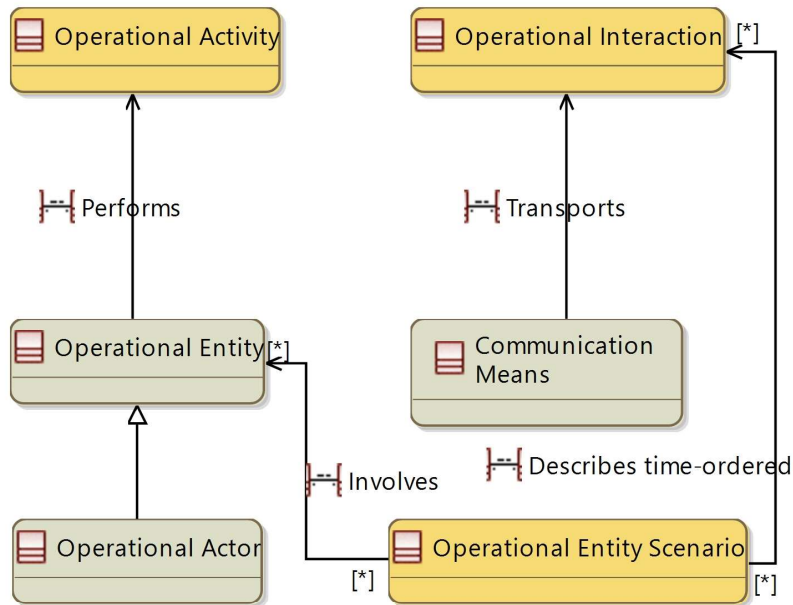 Operational Activity
Operational Interaction
[*]
Performs
Transports
Operational Entity
[*]
Communication
Means
Describes time-ordered
Involves
Operational Actor
Operational Entity Scenario
[*]
[*]